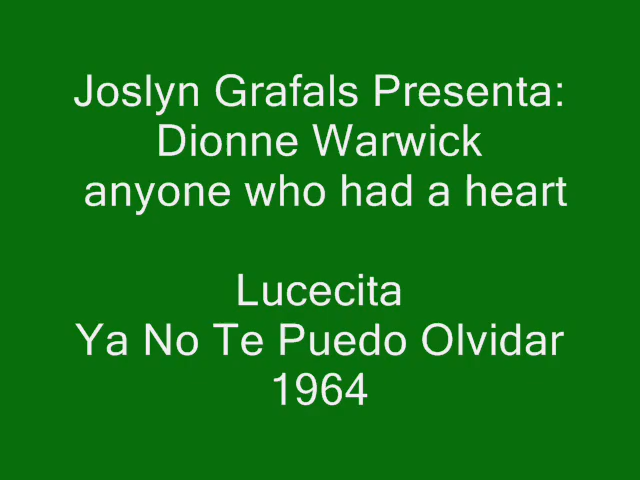 Joslyn Grafals Presenta:
Dionne Warwick
anyone who had a heart
Lucecita
Ya No Te Puedo Olvidar
1964